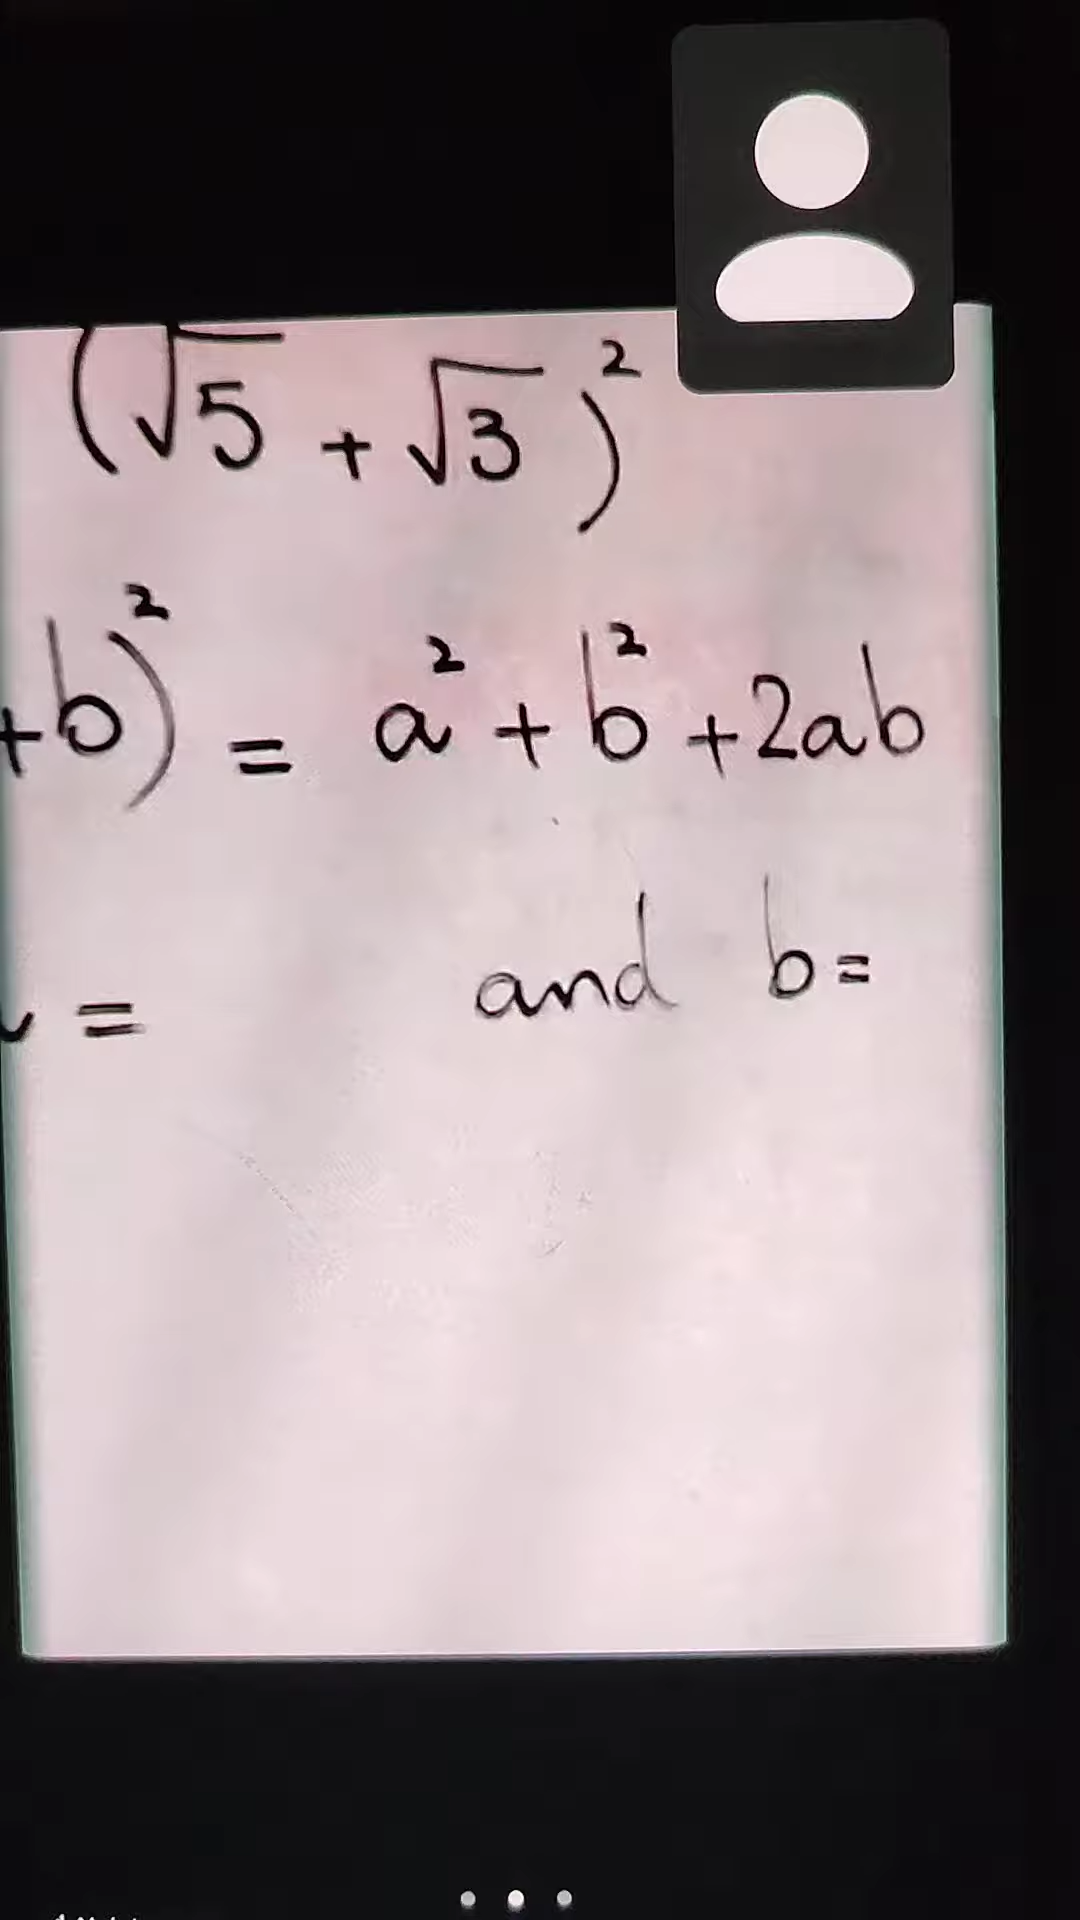 (√5 + √3)²
+b)² = a² + b² + 2ab
= and b =